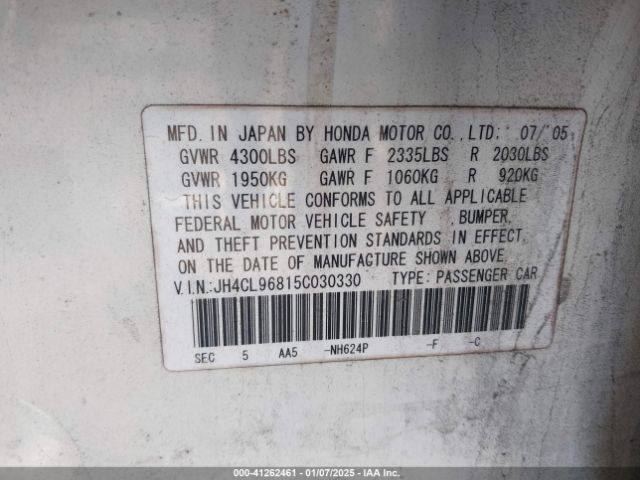 MFD. IN JAPAN BY HONDA MOTOR CO., LTD; 07/'05
GVWR 4300LBS GAWR F 2335LBS R 2030LBS
GVWR 1950KG GAWR F 1060KG R 920KG
THIS VEHICLE CONFORMS TO ALL APPLICABLE
FEDERAL MOTOR VEHICLE SAFETY , BUMPER,
AND THEFT PREVENTION STANDARDS IN EFFECT
ON THE DATE OF MANUFACTURE SHOWN ABOVE.
V.I.N:JH4CL96815C030330 TYPE: PASSENGER CAR
SEC 5 AA5 -NH624P -F -C
000-41262461 - 01/07/2025 - IAA Inc.